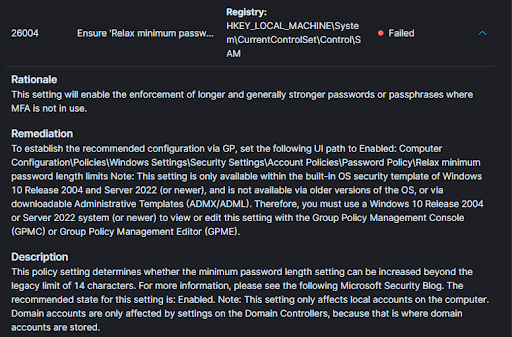 26004
Ensure 'Relax minimum passw...
Registry:
HKEY_LOCAL_MACHINE\Syste
m\CurrentControlSet\Control\S
AM
Failed
Rationale
This setting will enable the enforcement of longer and generally stronger passwords or passphrases where
MFA is not in use.
Remediation
To establish the recommended configuration via GP, set the following UI path to Enabled: Computer
Configuration\Policies\Windows Settings\Security Settings\Account Policies\Password Policy\Relax minimum
password length limits Note: This setting is only available within the built-in OS security template of Windows
10 Release 2004 and Server 2022 (or newer), and is not available via older versions of the OS, or via
downloadable Administrative Templates (ADMX/ADML). Therefore, you must use a Windows 10 Release 2004
or Server 2022 system (or newer) to view or edit this setting with the Group Policy Management Console
(GPMC) or Group Policy Management Editor (GPME).
Description
This policy setting determines whether the minimum password length setting can be increased beyond the
legacy limit of 14 characters. For more information, please see the following Microsoft Security Blog. The
recommended state for this setting is: Enabled. Note: This setting only affects local accounts on the computer.
Domain accounts are only affected by settings on the Domain Controllers, because that is where domain
accounts are stored.